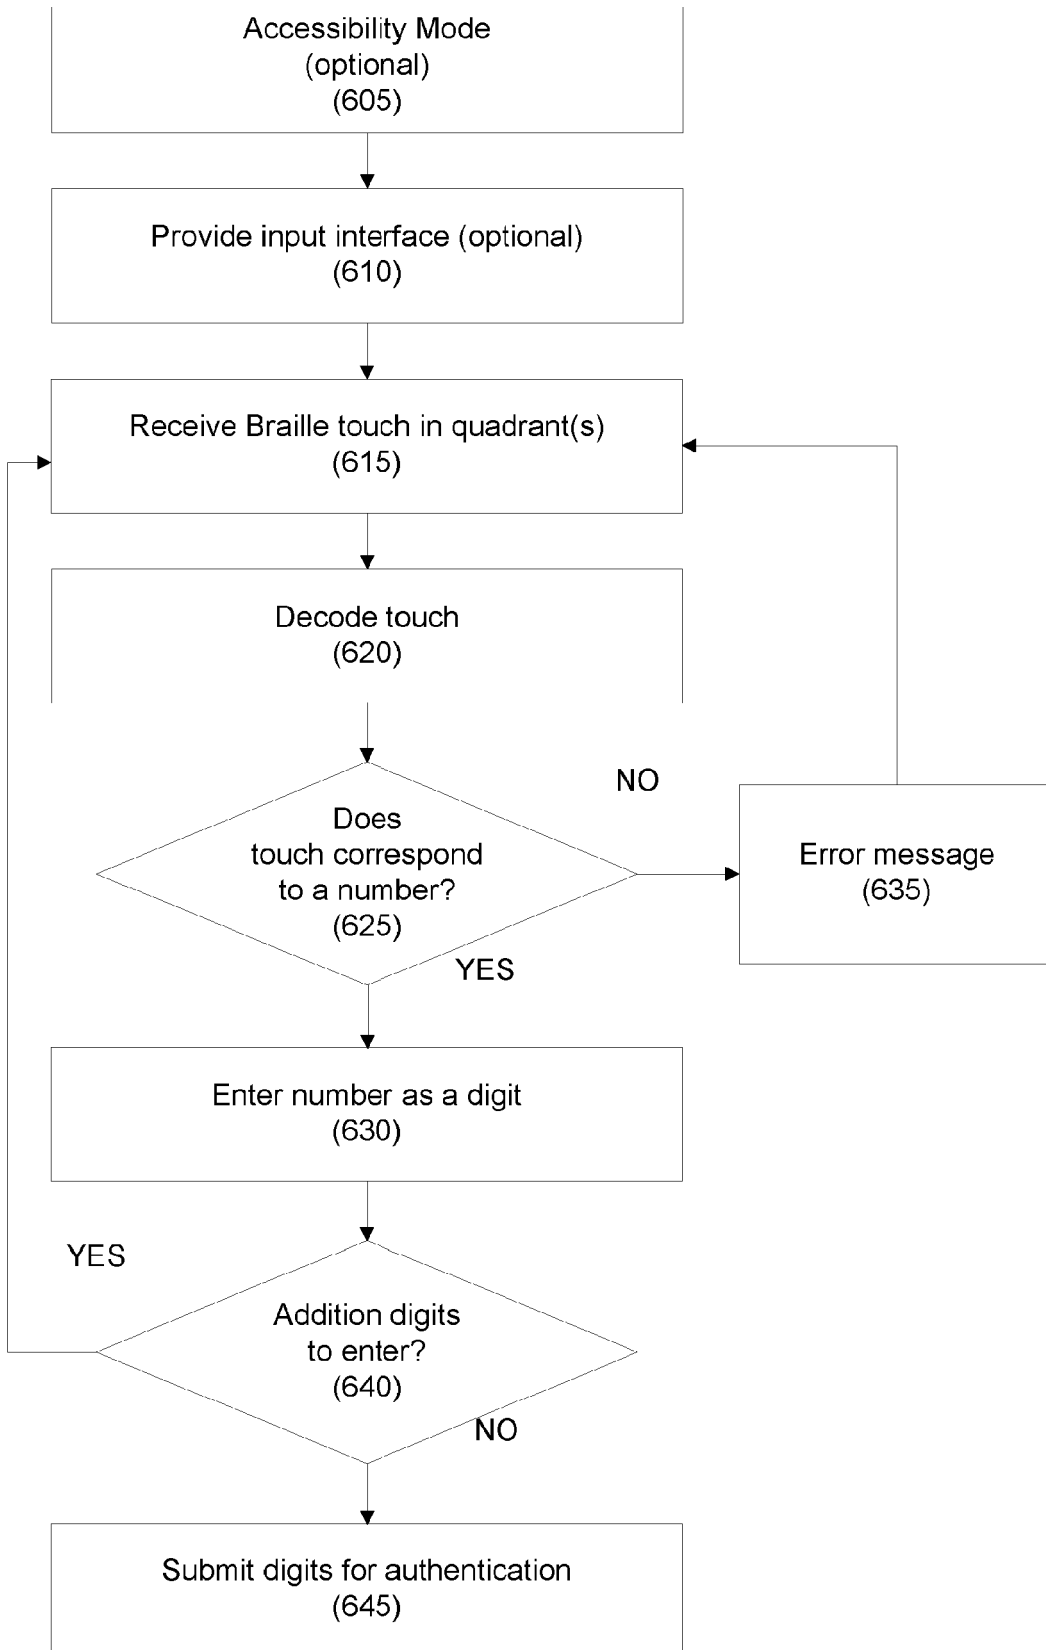 Accessibility Mode
(optional)
(605)
Provide input interface (optional)
(610)
Receive Braille touch in quadrant(s)
(615)
Decode touch
(620)
NO
Does
touch correspond
to a number?
(625)
Error message
(635)
YES
Enter number as a digit
(630)
YES
Addition digits
to enter?
(640)
NO
Submit digits for authentication
(645)